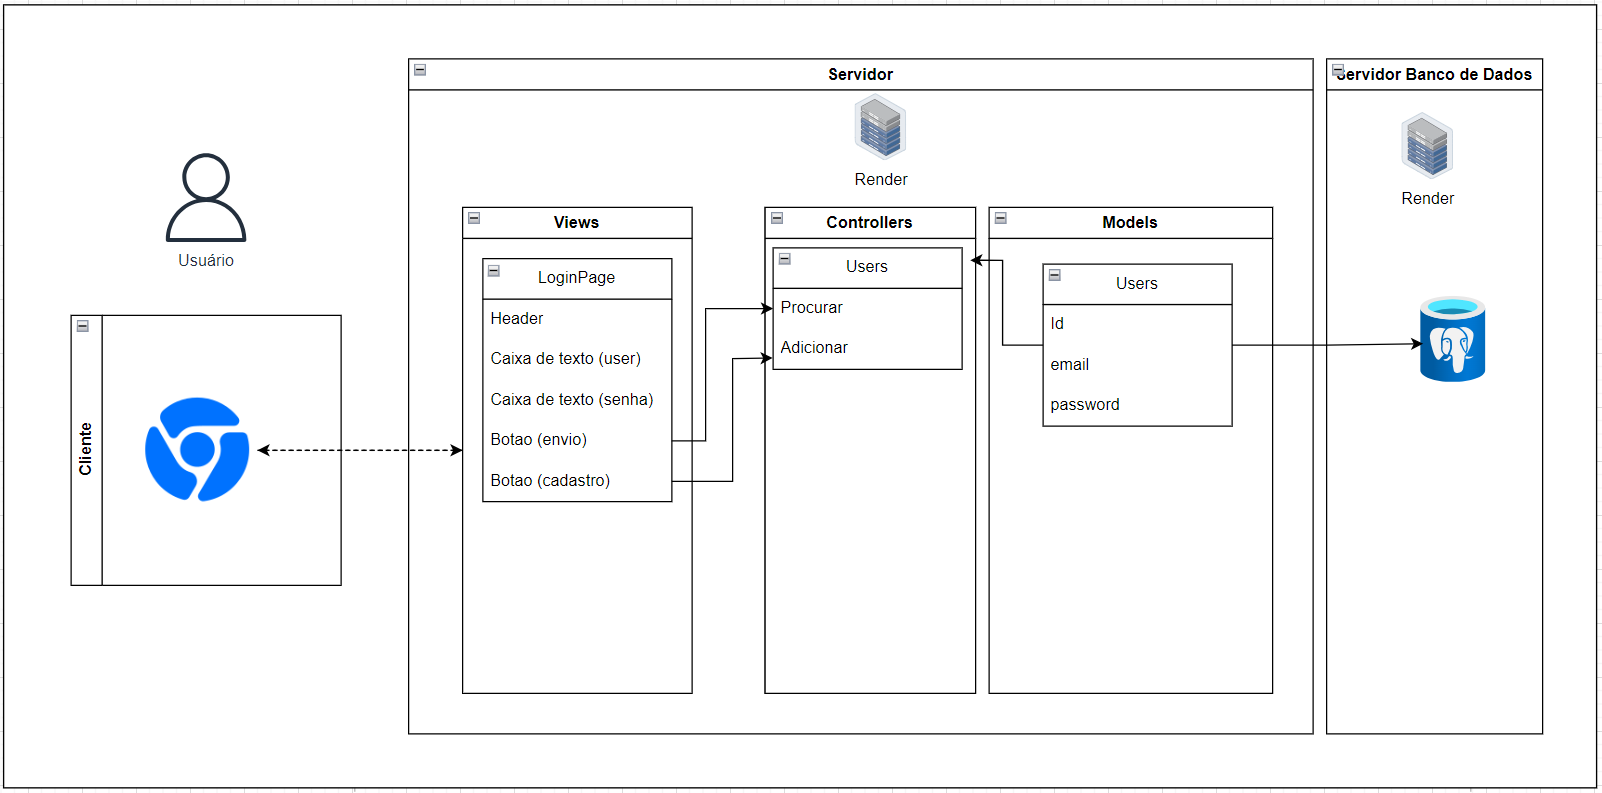 Servidor
Servidor Banco de Dados
Render
Render
Usuário
Views
Controllers
Models
LoginPage
Header
Caixa de texto (user)
Caixa de texto (senha)
Botao (envio)
Botao (cadastro)
Users
Procurar
Adicionar
Users
Id
email
password
Cliente